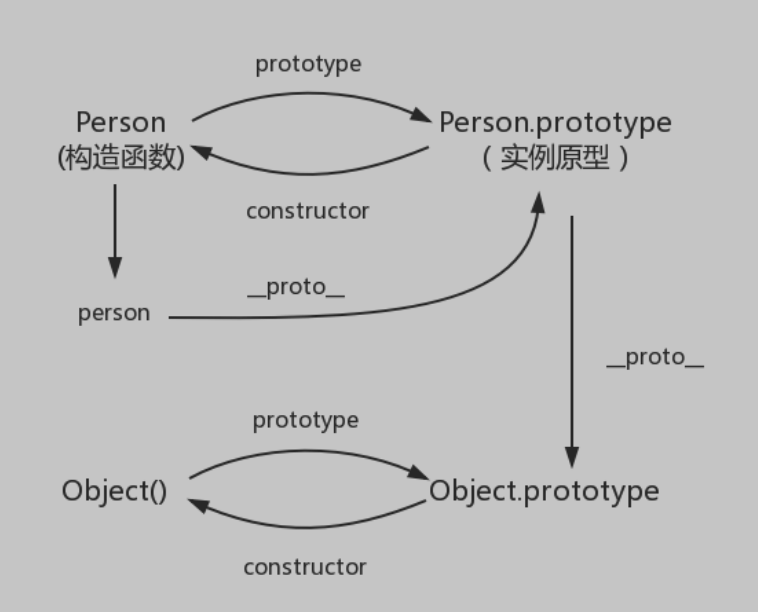 prototype
Person
Person.prototype
(构造函数)
( 实例原型 )
constructor
__proto__
person
__proto__
prototype
Object()
Object.prototype
constructor